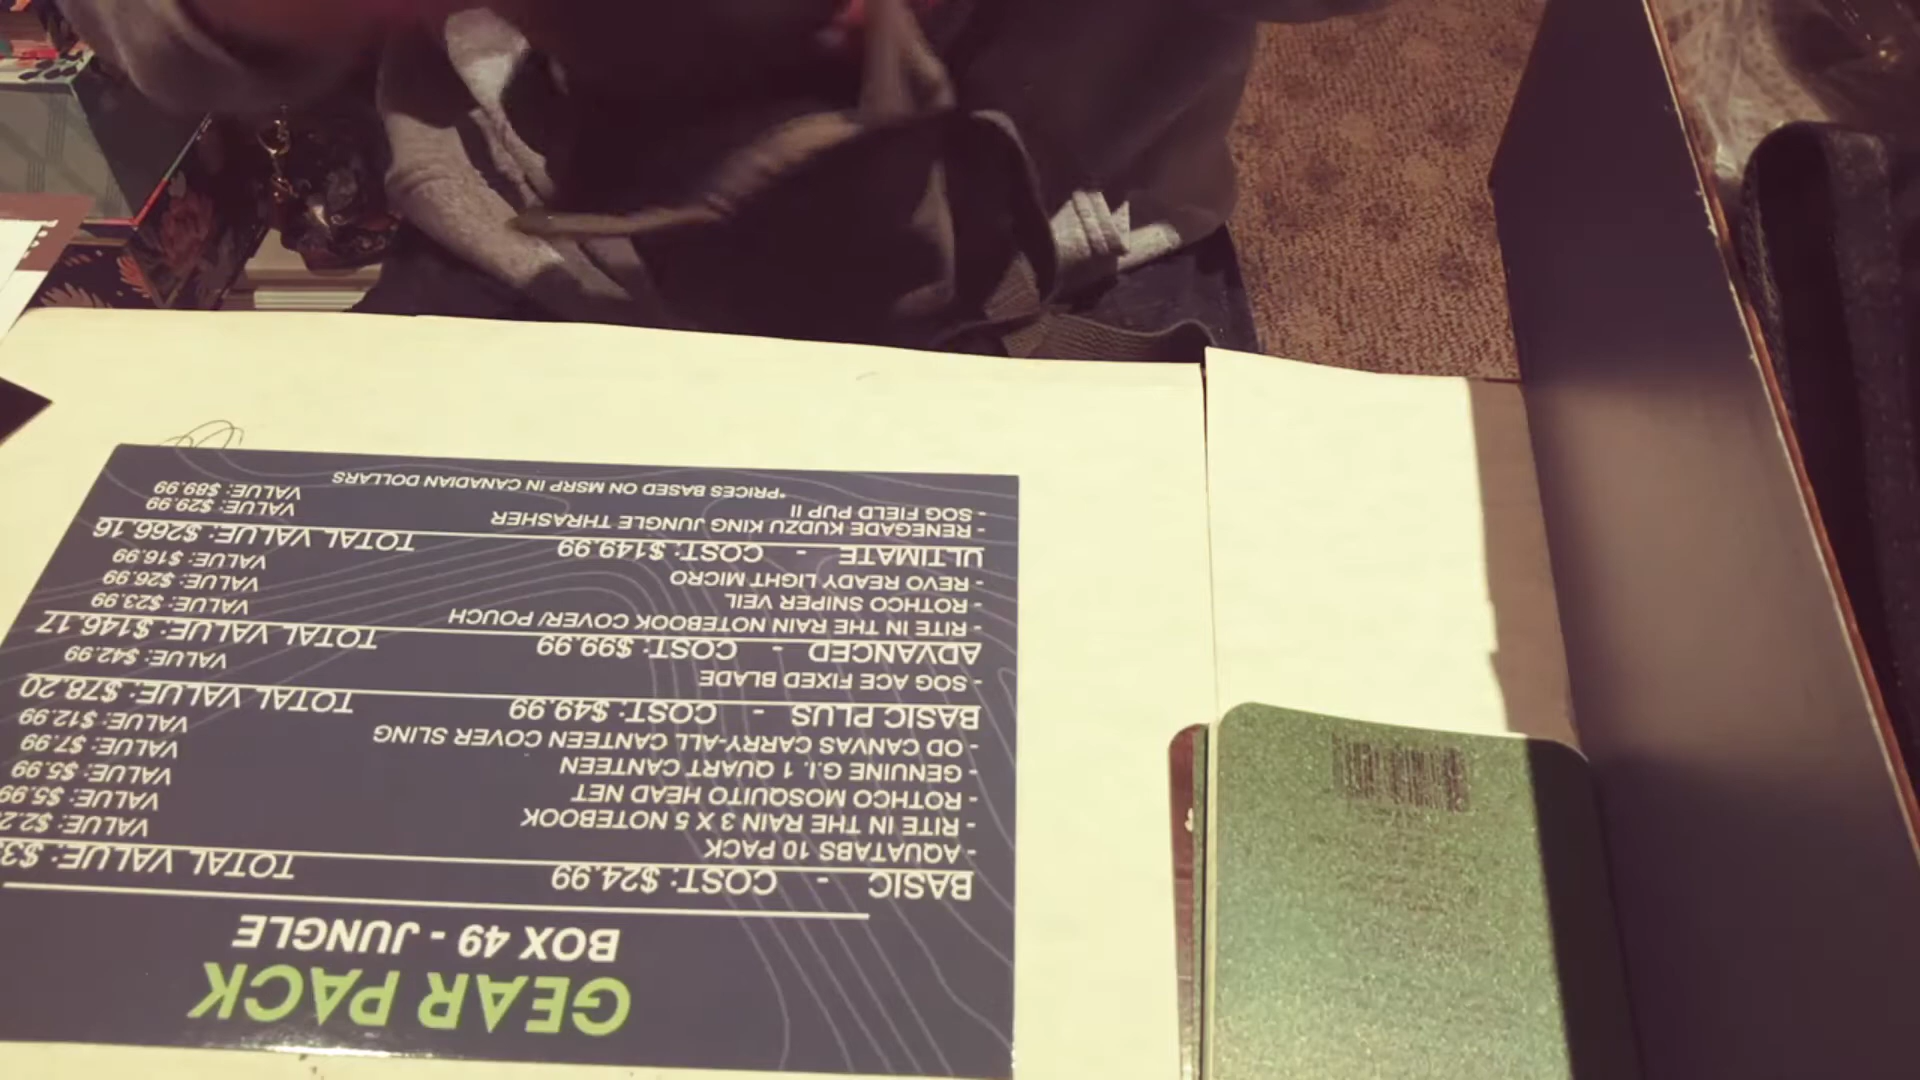 GEAR PACK
BOX 49 - JUNGLE
BASIC - COST: $24.99 TOTAL VALUE:
- AQUATABS 10 PACK VALUE:
- RITE IN THE RAIN 3 X 5 NOTEBOOK VALUE: $5.99
- ROTHCO MOSQUITO HEAD NET VALUE: $5.99
- GENUINE G.I. 1 QUART CANTEEN VALUE: $7.99
- OD CANVAS CARRY-ALL CANTEEN COVER SLING VALUE: $12.99
BASIC PLUS - COST: $49.99 TOTAL VALUE: $78.20
- SOG ACE FIXED BLADE VALUE: $42.99
ADVANCED - COST: $99.99 TOTAL VALUE: $146.17
- RITE IN THE RAIN NOTEBOOK COVER/ POUCH VALUE: $23.99
- ROTHCO SNIPER VEIL VALUE: $26.99
- REVO READY LIGHT MICRO VALUE: $16.99
ULTIMATE - COST: $149.99 TOTAL VALUE: $266.16
- RENEGADE KUDZU KING JUNGLE THRASHER VALUE: $29.99
- SOG FIELD PUP II VALUE: $89.99
*PRICES BASED ON MSRP IN CANADIAN DOLLARS